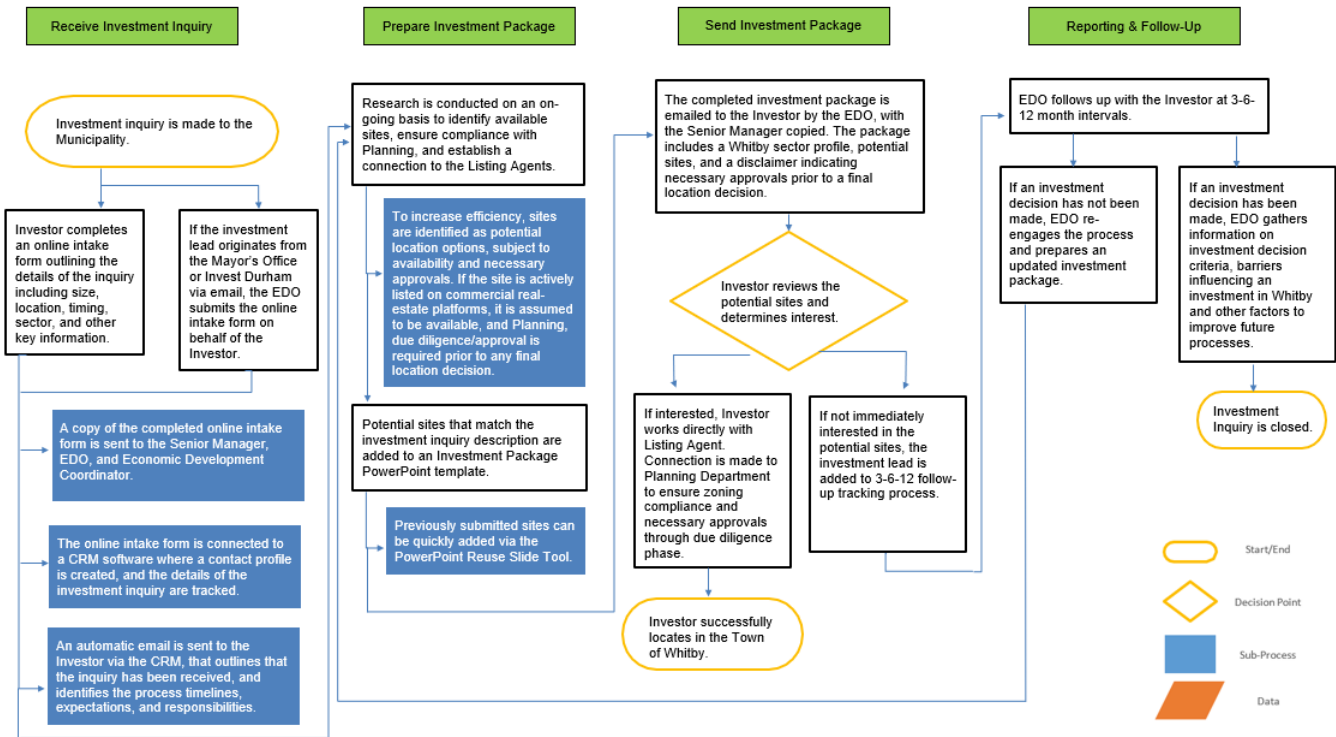 Receive Investment Inquiry
Investment inquiry is made to the
Municipality.
Investor completes
an online intake
form outlining the
details of the inquiry
including size,
location, timing,
sector, and other
key information.
If the investment
lead originates from
the Mayor’s Office
or Invest Durham
via email, the EDO
submits the online
intake form on
behalf of the
Investor.
A copy of the completed online intake
form is sent to the Senior Manager,
EDO, and Economic Development
Coordinator.
The online intake form is connected to
a CRM software where a contact profile
is created, and the details of the
investment inquiry are tracked.
An automatic email is sent to the
Investor via the CRM, that outlines that
the inquiry has been received, and
identifies the process timelines,
expectations, and responsibilities.
Prepare Investment Package
Research is conducted on an on-
going basis to identify available
sites, ensure compliance with
Planning, and establish a
connection to the Listing Agents.
To increase efficiency, sites
are identified as potential
location options, subject to
availability and necessary
approvals. If the site is actively
listed on commercial real-
estate platforms, it is assumed
to be available, and Planning,
due diligence/approval is
required prior to any final
location decision.
Potential sites that match the
investment inquiry description are
added to an Investment Package
PowerPoint template.
Previously submitted sites can
be quickly added via the
PowerPoint Reuse Slide Tool.
Send Investment Package
The completed investment package is
emailed to the Investor by the EDO, with
the Senior Manager copied. The package
includes a Whitby sector profile, potential
sites, and a disclaimer indicating
necessary approvals prior to a final
location decision.
Investor reviews the
potential sites and
determines interest.
If interested, Investor
works directly with
Listing Agent.
Connection is made to
Planning Department
to ensure zoning
compliance and
necessary approvals
through due diligence
phase.
If not immediately
interested in the
potential sites, the
investment lead is
added to 3-6-12 follow-
up tracking process.
Investor successfully
locates in the Town
of Whitby.
Reporting & Follow-Up
EDO follows up with the Investor at 3-6-
12 month intervals.
If an investment
decision has not been
made, EDO re-
engages the process
and prepares an
updated investment
package.
If an investment
decision has been
made, EDO gathers
information on
investment decision
criteria, barriers
influencing an
investment in Whitby
and other factors to
improve future
processes.
Investment
Inquiry is closed.
Start/End
Decision Point
Sub-Process
Data